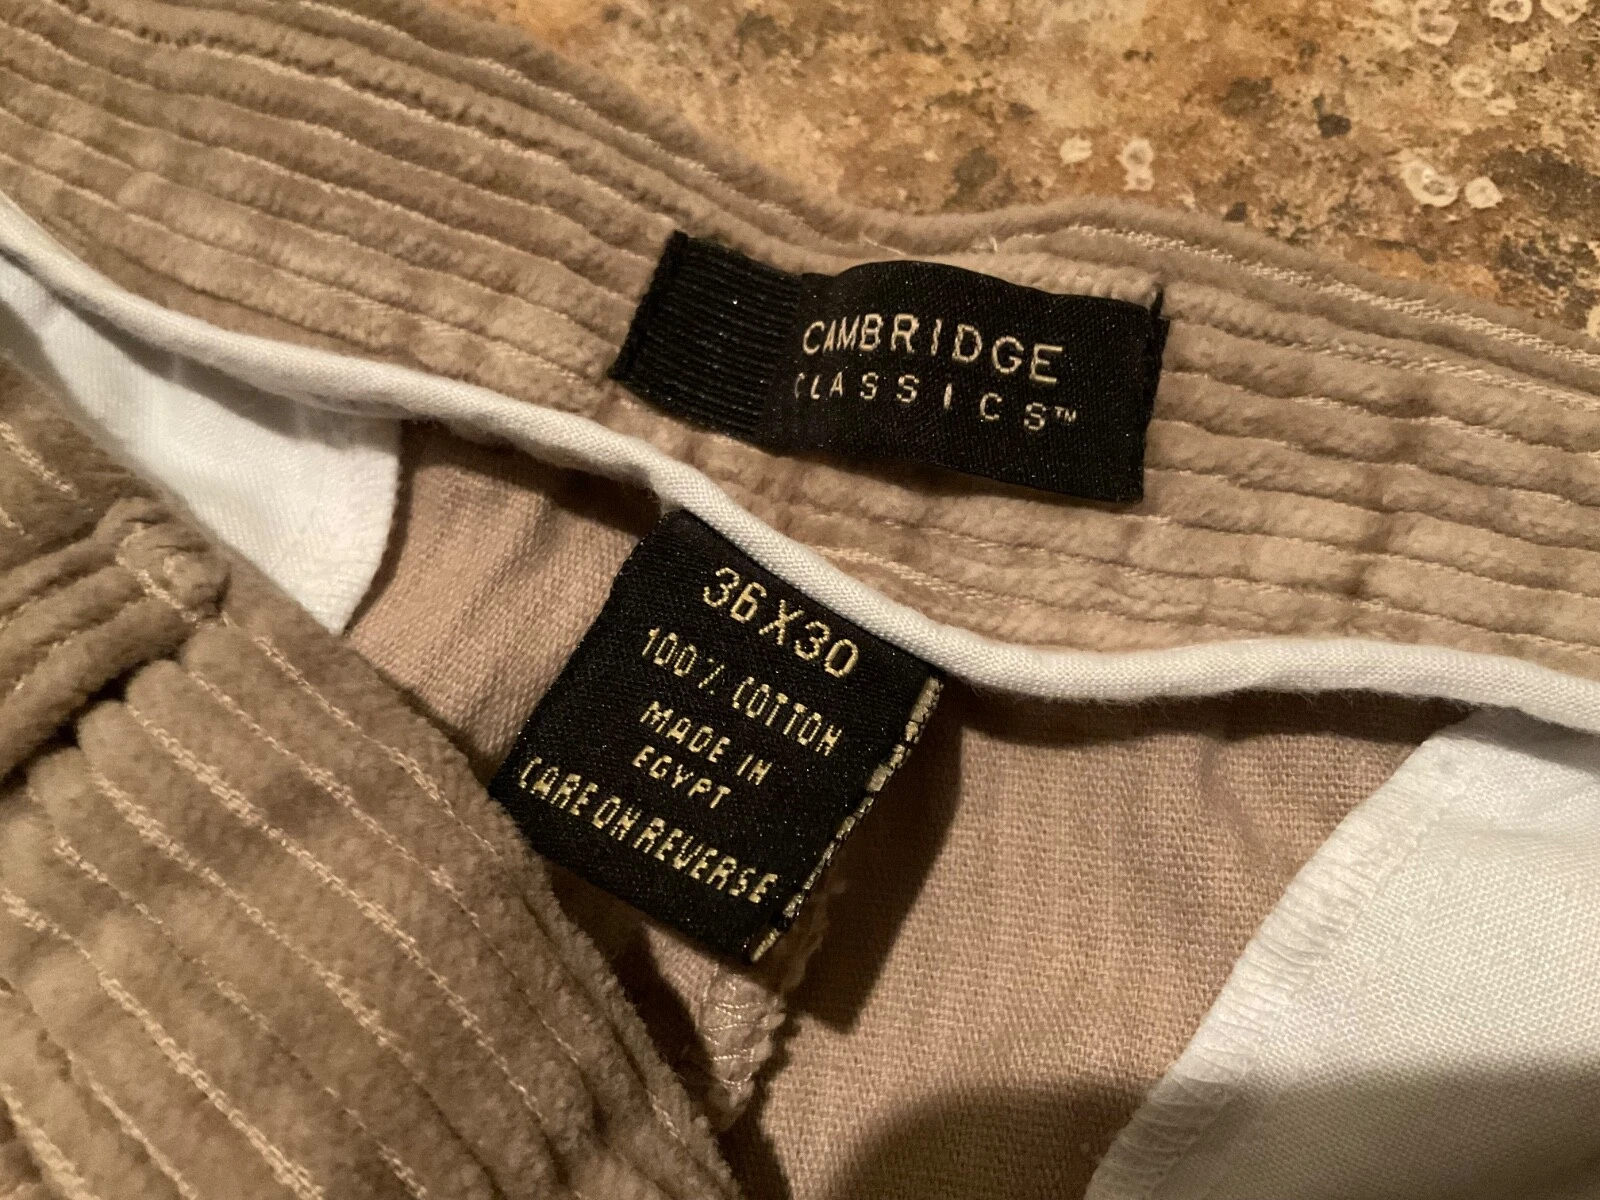 CAMBRIDGE
CLASSICS™
36X30
100% COTTON
MADE IN
EGYPT
CARE ON REVERSE